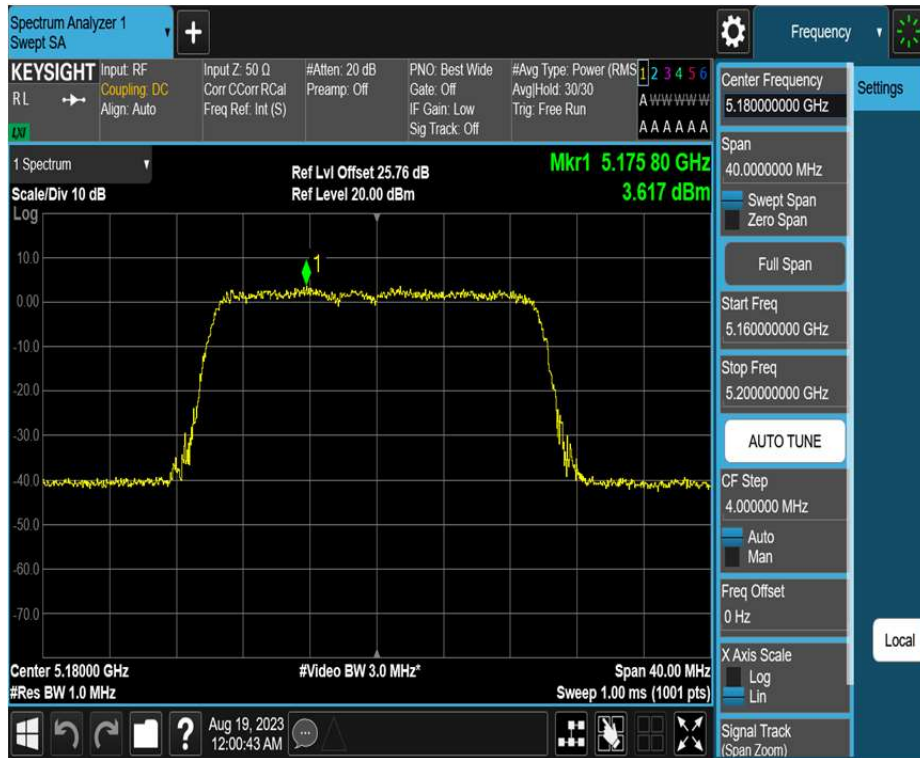 Spectrum Analyzer 1
Swept SA
+
Frequency
KEYSIGHT
R L
LXI
Input: RF
Coupling: DC
Align: Auto
Input Z: 50 Ω
Corr CCorr RCal
Freq Ref: Int (S)
#Atten: 20 dB
Preamp: Off
PNO: Best Wide
Gate: Off
IF Gain: Low
Sig Track: Off
#Avg Type: Power (RMS
Avg|Hold: 30/30
Trig: Free Run
1 2 3 4 5 6
A W W W W W
A A A A A A
1 Spectrum
Scale/Div 10 dB
Log
Ref Lvl Offset 25.76 dB
Ref Level 20.00 dBm
Mkr1 5.175 80 GHz
3.617 dBm
1
10.0
0.00
-10.0
-20.0
-30.0
-40.0
-50.0
-60.0
-70.0
Center 5.18000 GHz
#Res BW 1.0 MHz
#Video BW 3.0 MHz*
Span 40.00 MHz
Sweep 1.00 ms (1001 pts)
?
Aug 19, 2023
12:00:43 AM
Center Frequency
5.18000000 GHz
Span
40.0000000 MHz
Swept Span
Zero Span
Full Span
Start Freq
5.160000000 GHz
Stop Freq
5.200000000 GHz
AUTO TUNE
CF Step
4.000000 MHz
Auto
Man
Freq Offset
0 Hz
X Axis Scale
Log
Lin
Signal Track
(Span Zoom)
Settings
Local